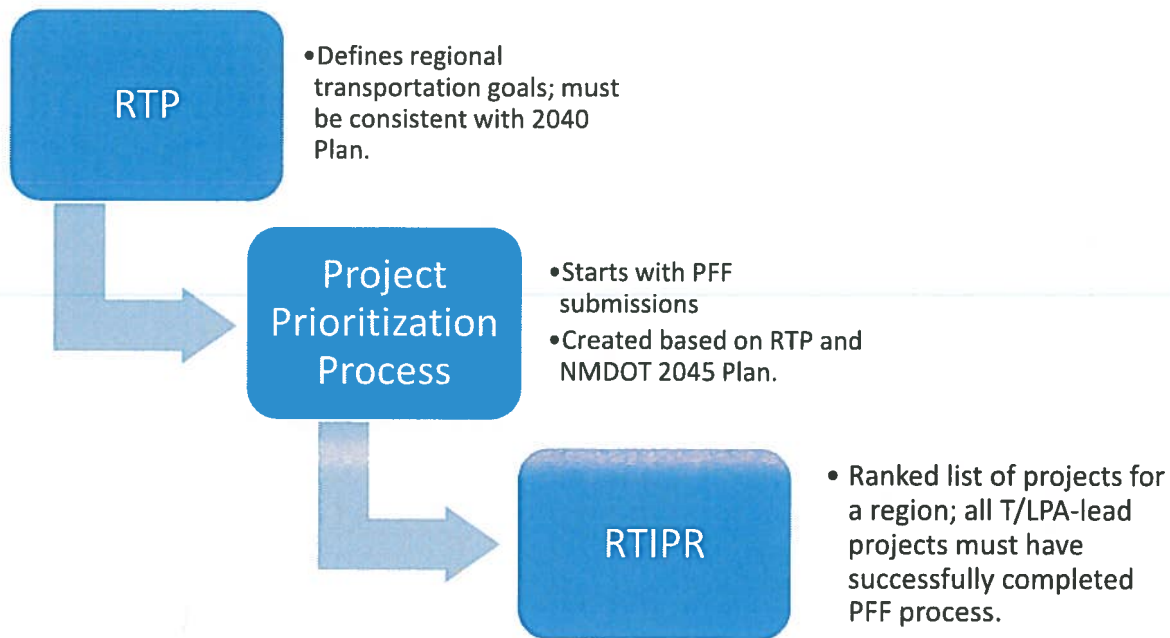 RTP
•Defines regional
transportation goals; must
be consistent with 2040
Plan.
Project
Prioritization
Process
•Starts with PFF
submissions
•Created based on RTP and
NMDOT 2045 Plan.
RTIPR
• Ranked list of projects for
a region; all T/LPA-lead
projects must have
successfully completed
PFF process.